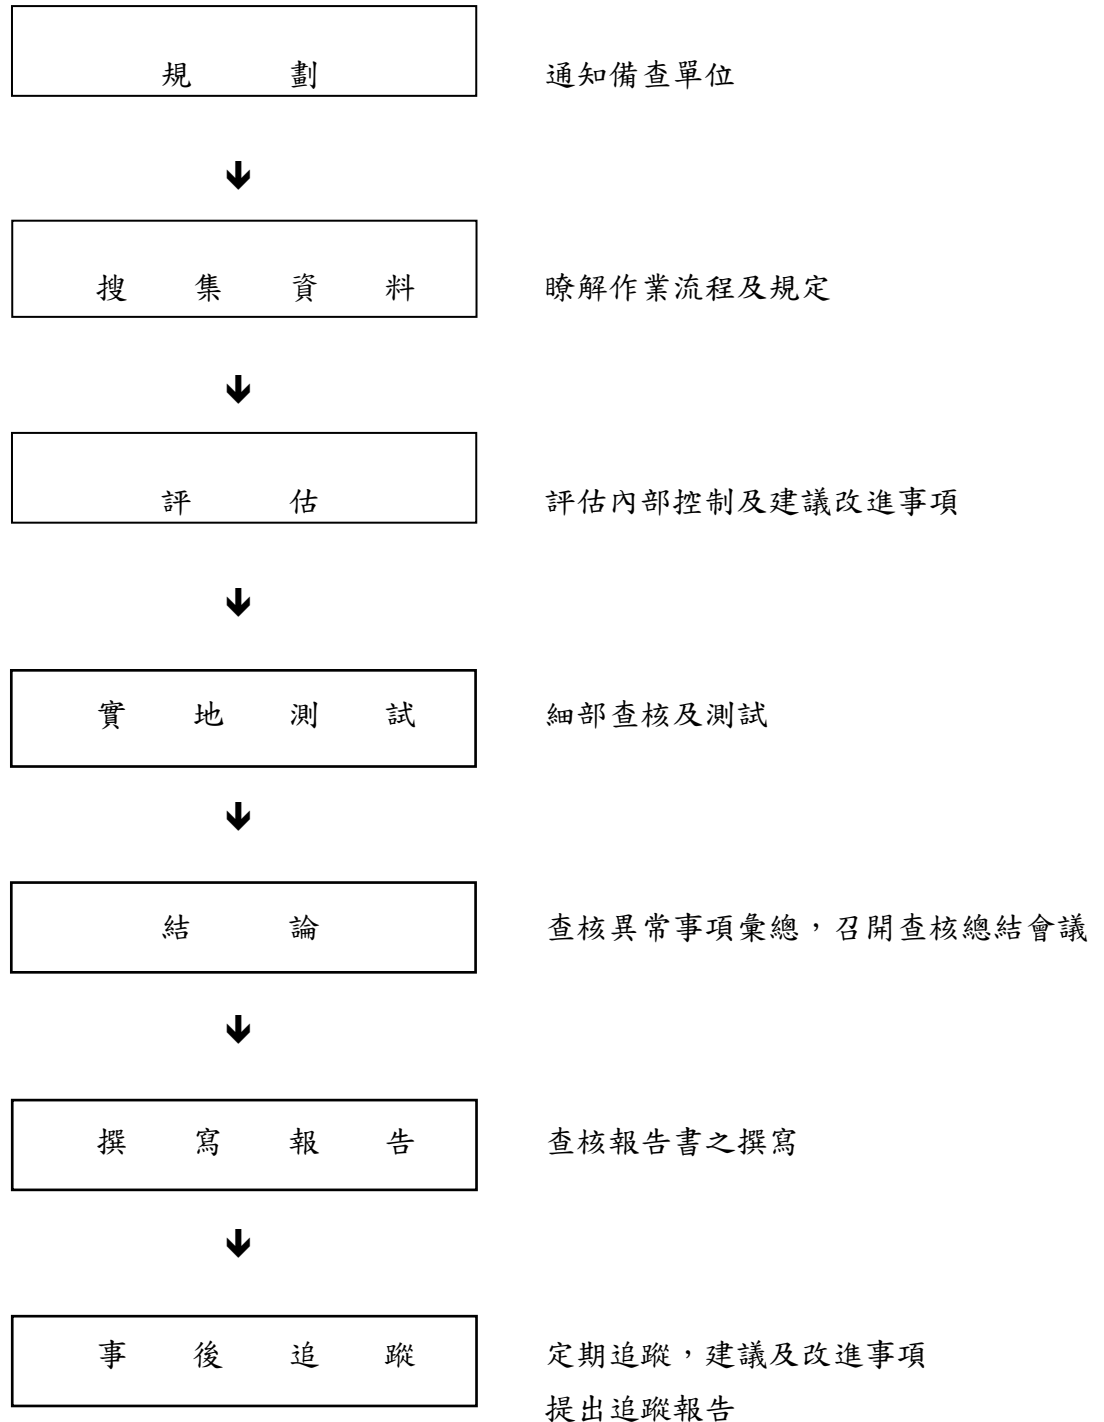 規劃 通知備查單位
搜集資料 瞭解作業流程及規定
評估 評估內部控制及建議改進事項
實地測試 細部查核及測試
結論 查核異常事項彙總，召開查核總結會議
撰寫報告 查核報告書之撰寫
事後追蹤 定期追蹤，建議及改進事項
提出追蹤報告